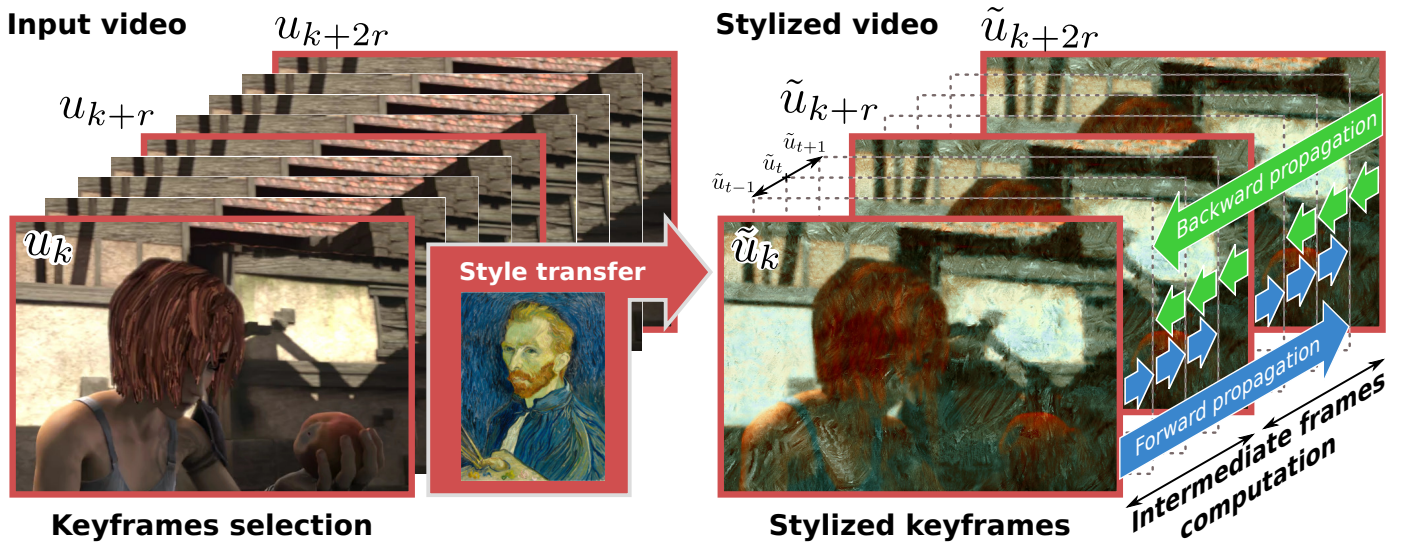 Input video
u_{k+2r}
u_{k+r}
u_k
Style transfer
Keyframes selection
Stylized video
ũ_{k+2r}
ũ_{k+r}
ũ_{t+1}
ũ_t
ũ_{t−1}
ũ_k
Backward propagation
Forward propagation
Intermediate frames
computation
Stylized keyframes